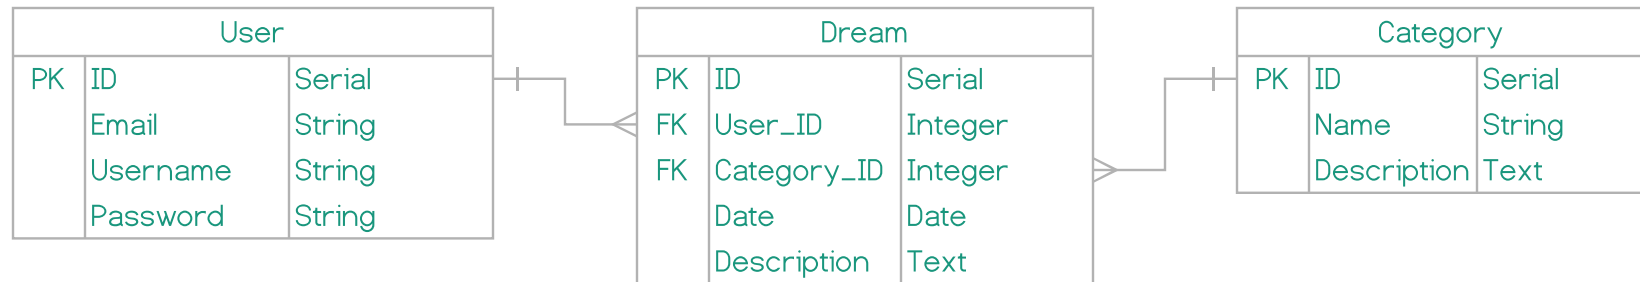 User
PK ID Serial
Email String
Username String
Password String
Dream
PK ID Serial
FK User_ID Integer
FK Category_ID Integer
Date Date
Description Text
Category
PK ID Serial
Name String
Description Text